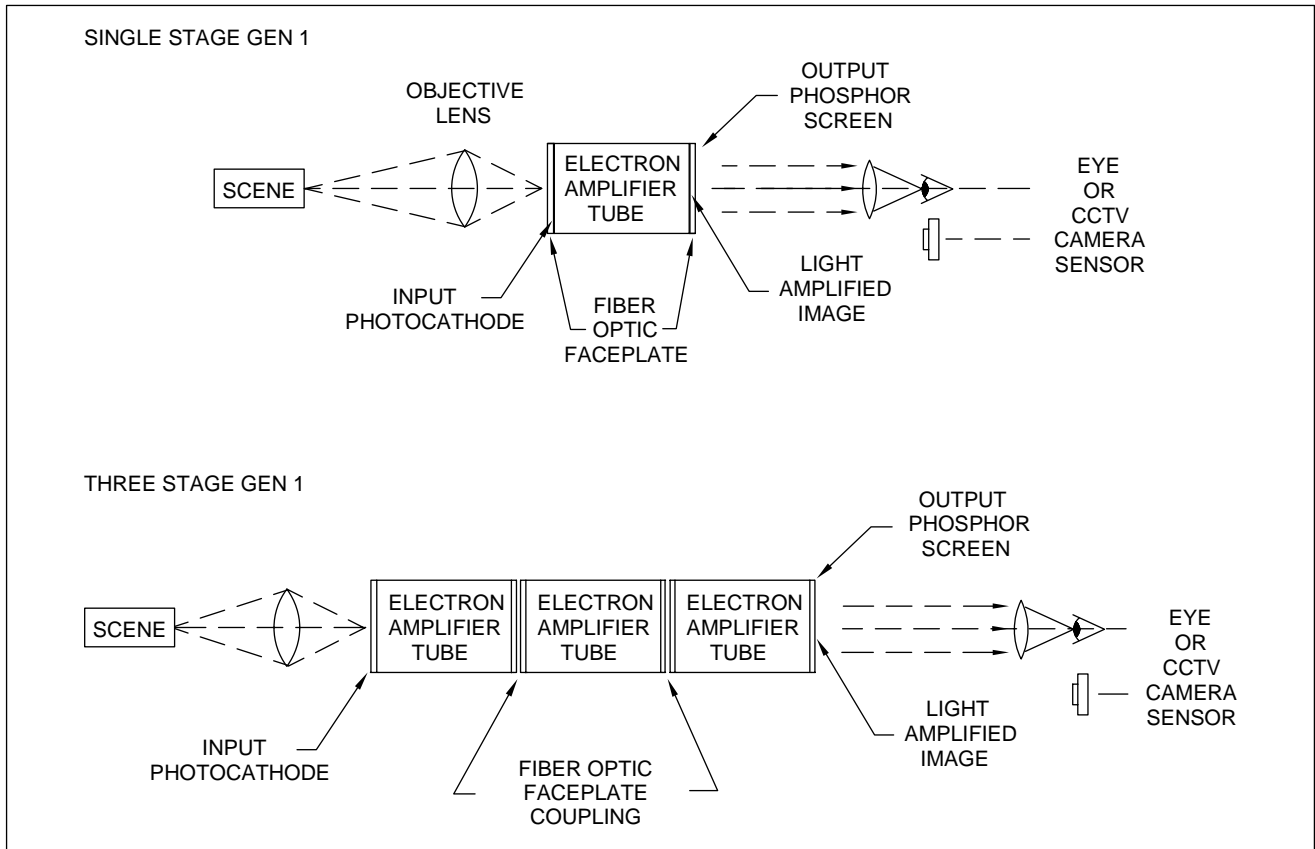 SINGLE STAGE GEN 1
OBJECTIVE
LENS
OUTPUT
PHOSPHOR
SCREEN
SCENE
ELECTRON
AMPLIFIER
TUBE
EYE
OR
CCTV
CAMERA
SENSOR
INPUT
PHOTOCATHODE
FIBER
OPTIC
FACEPLATE
LIGHT
AMPLIFIED
IMAGE
THREE STAGE GEN 1
OUTPUT
PHOSPHOR
SCREEN
SCENE
ELECTRON
AMPLIFIER
TUBE
ELECTRON
AMPLIFIER
TUBE
ELECTRON
AMPLIFIER
TUBE
EYE
OR
CCTV
CAMERA
SENSOR
INPUT
PHOTOCATHODE
FIBER OPTIC
FACEPLATE
COUPLING
LIGHT
AMPLIFIED
IMAGE